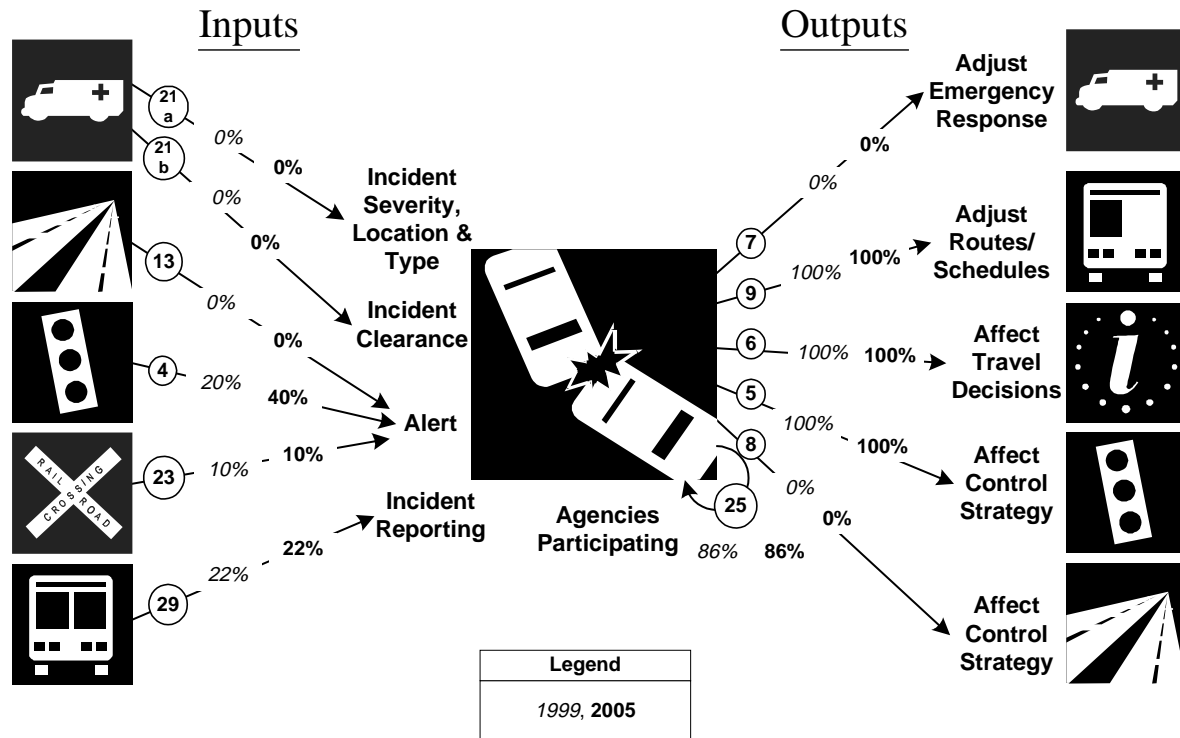 Inputs
Outputs
21
a
0%
0%
Incident
Severity,
Location &
Type
21
b
0%
0%
Incident
Clearance
13
0%
0%
4
20%
40%
Alert
RAIL ROAD
CROSSING
23
10%
10%
29
22%
22%
Incident
Reporting
7
0%
0%
Adjust
Emergency
Response
9
100%
100%
Adjust
Routes/
Schedules
6
100%
100%
Affect
Travel
Decisions
i
5
100%
100%
Affect
Control
Strategy
8
0%
0%
Affect
Control
Strategy
25
Agencies
Participating
86%
86%
Legend
1999, 2005